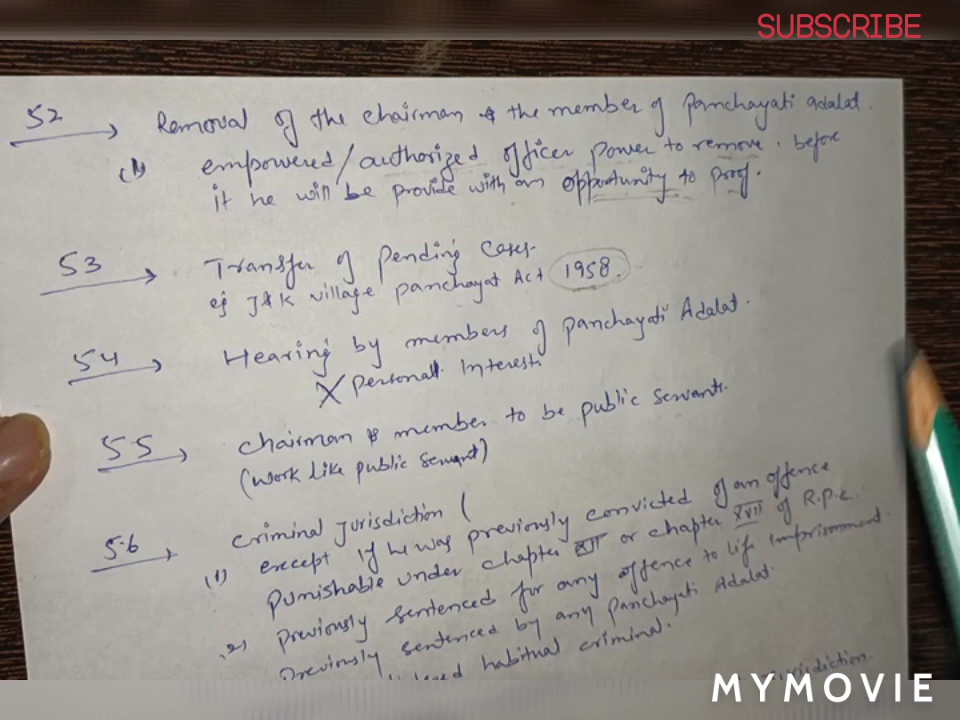 SUBSCRIBE
52 → Removal of the chairman & the member of Panchayati adalat.
(1) empowered/authorized officer power to remove. before
it he will be provide with an opportunity to proof.
53 → Transfer of pending cases.
eg J&K village panchayat Act 1958.
54 → Hearing by members of panchayati Adalat.
X personal Interest
55 → chairman & member to be public servants.
(work like public servant)
56 → criminal jurisdiction (
(1) except if he was previously convicted of an offence
punishable under chapter XII or chapter XVII of R.P.C.
(2) previously sentenced for any offence to life imprisonment.
previously sentenced by any panchayati Adalat
habitual criminal.
jurisdiction
MYMOVIE